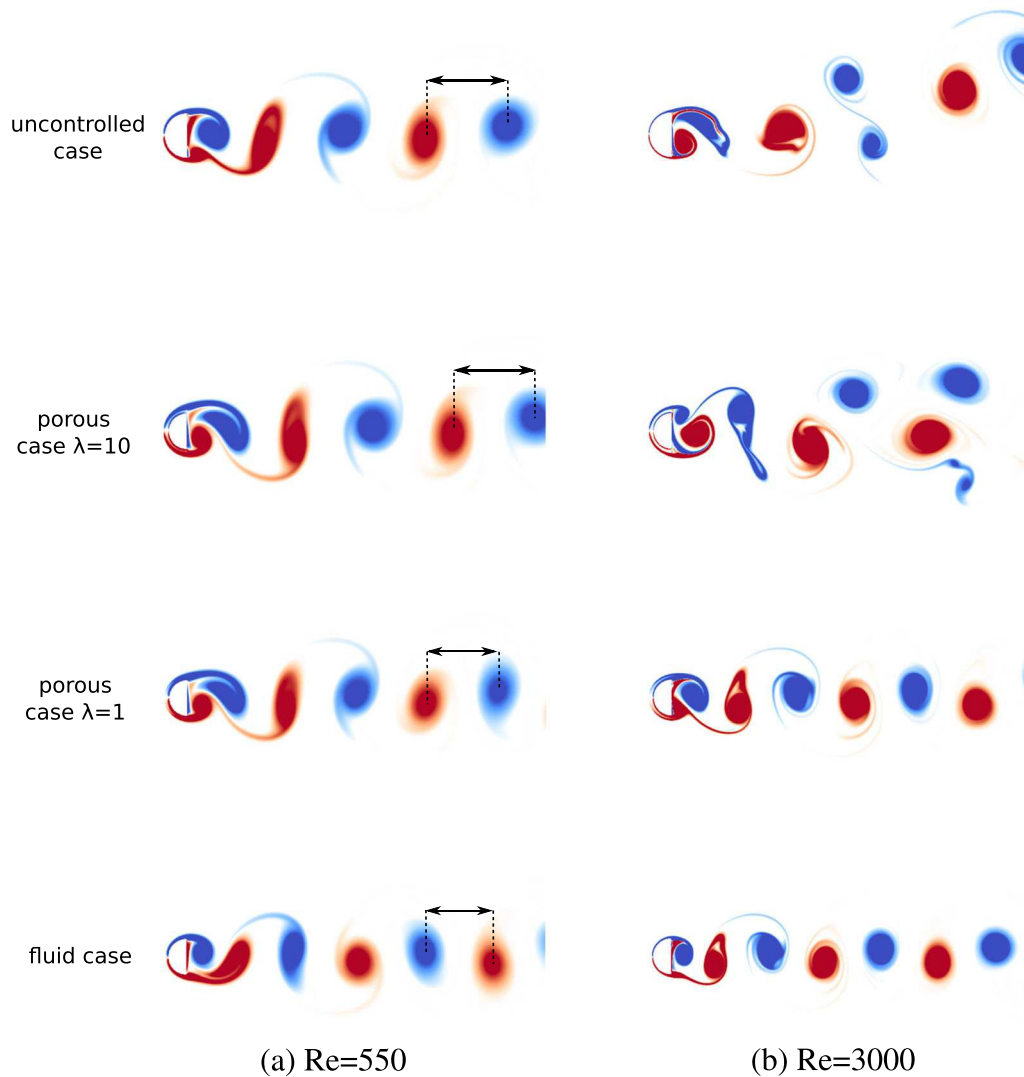 uncontrolled
case
porous
case λ=10
porous
case λ=1
fluid case
(a) Re=550
(b) Re=3000